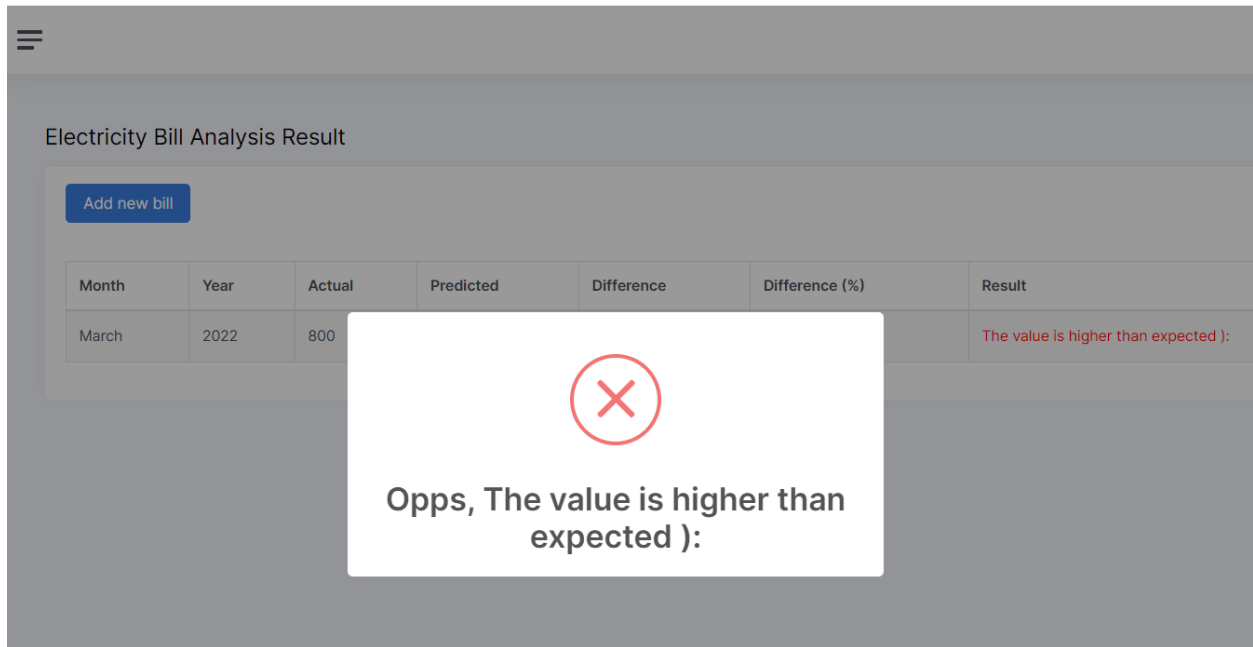 Electricity Bill Analysis Result
Add new bill
Month Year Actual Predicted Difference Difference (%) Result
March 2022 800 The value is higher than expected ):
Opps, The value is higher than
expected ):